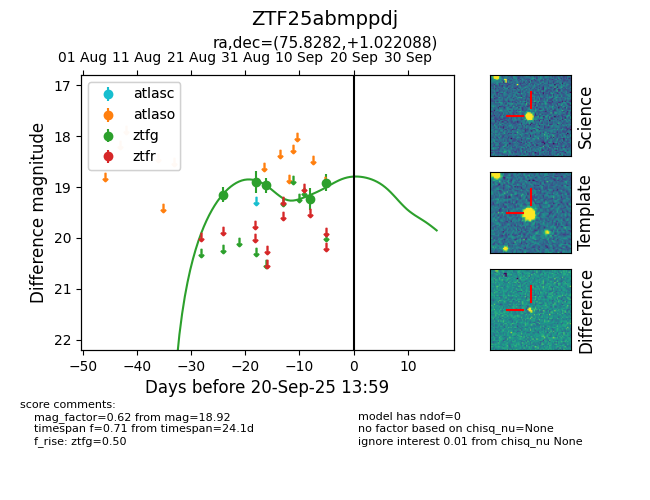 ZTF25abmppdj
ra,dec=(75.8282,+1.022088)
01 Aug 11 Aug 21 Aug 31 Aug 10 Sep 20 Sep 30 Sep
17
18
19
20
21
22
Difference magnitude
atlasc
atlaso
ztfg
ztfr
−50 −40 −30 −20 −10 0 10
Days before 20-Sep-25 13:59
Science
Template
Difference
score comments:
mag_factor=0.62 from mag=18.92
timespan f=0.71 from timespan=24.1d
f_rise: ztfg=0.50
model has ndof=0
no factor based on chisq_nu=None
ignore interest 0.01 from chisq_nu None